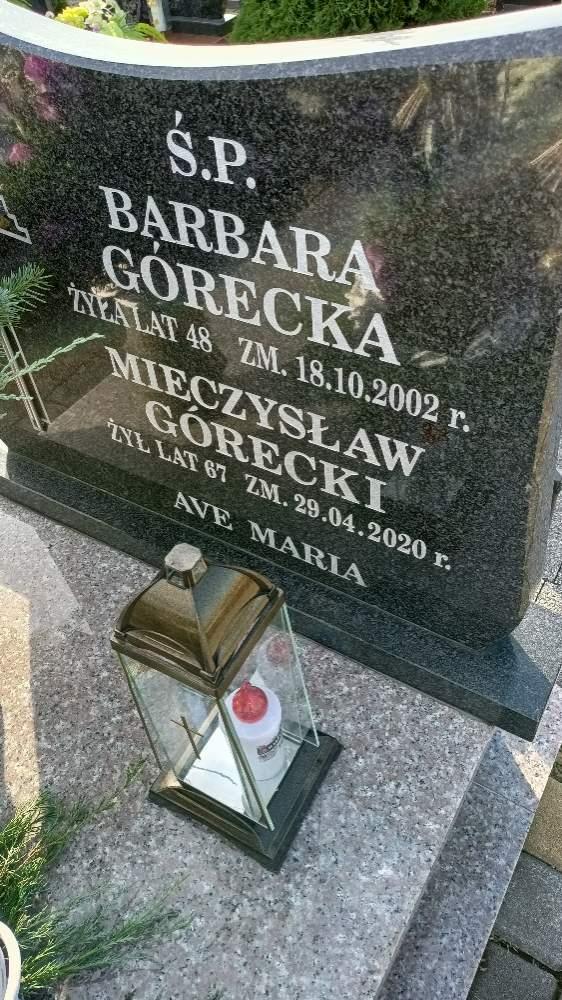 Ś.P.
BARBARA
GÓRECKA
ŻYŁA LAT 48 ZM. 18.10.2002 r.
MIECZYSŁAW
GÓRECKI
ŻYŁ LAT 67 ZM. 29.04.2020 r.
AVE MARIA